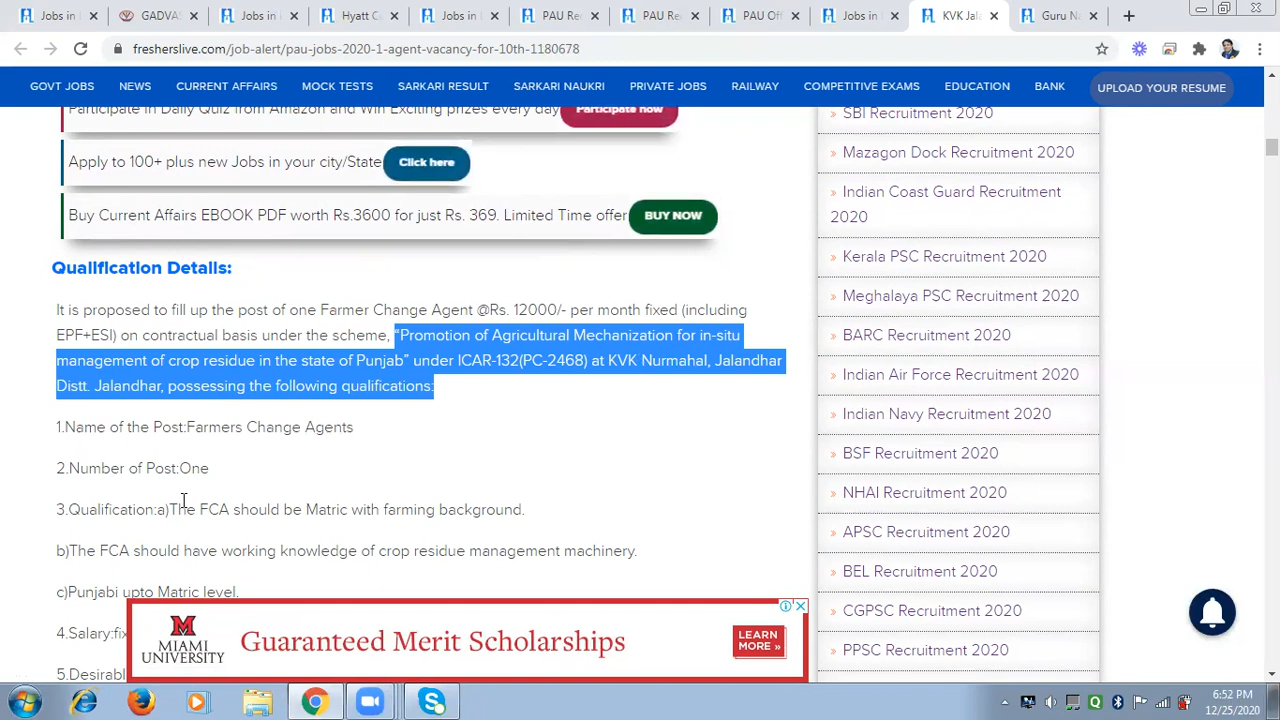 Jobs in
GADVAS
Jobs in
Hyatt C
Jobs in
PAU Re
PAU Re
PAU Off
Jobs in
KVK Jal
Guru N
fresherslive.com/job-alert/pau-jobs-2020-1-agent-vacancy-for-10th-1180678
GOVT JOBS NEWS CURRENT AFFAIRS MOCK TESTS SARKARI RESULT SARKARI NAUKRI PRIVATE JOBS RAILWAY COMPETITIVE EXAMS EDUCATION BANK UPLOAD YOUR RESUME
Participate in Daily Quiz from Amazon and Win Exciting prizes every day Participate now
Apply to 100+ plus new Jobs in your city/State Click here
Buy Current Affairs EBOOK PDF worth Rs.3600 for just Rs. 369. Limited Time offer BUY NOW
Qualification Details:
It is proposed to fill up the post of one Farmer Change Agent @Rs. 12000/- per month fixed (including
EPF+ESI) on contractual basis under the scheme, “Promotion of Agricultural Mechanization for in-situ
management of crop residue in the state of Punjab” under ICAR-132(PC-2468) at KVK Nurmahal, Jalandhar
Distt. Jalandhar, possessing the following qualifications:
1.Name of the Post:Farmers Change Agents
2.Number of Post:One
3.Qualification:a)The FCA should be Matric with farming background.
b)The FCA should have working knowledge of crop residue management machinery.
c)Punjabi upto Matric level.
4.Salary:fix
5.Desirabl
MIAMI
UNIVERSITY
Guaranteed Merit Scholarships
LEARN
MORE »
SBI Recruitment 2020
» Mazagon Dock Recruitment 2020
» Indian Coast Guard Recruitment
2020
» Kerala PSC Recruitment 2020
» Meghalaya PSC Recruitment 2020
» BARC Recruitment 2020
» Indian Air Force Recruitment 2020
» Indian Navy Recruitment 2020
» BSF Recruitment 2020
» NHAI Recruitment 2020
» APSC Recruitment 2020
» BEL Recruitment 2020
» CGPSC Recruitment 2020
» PPSC Recruitment 2020
6:52 PM
12/25/2020